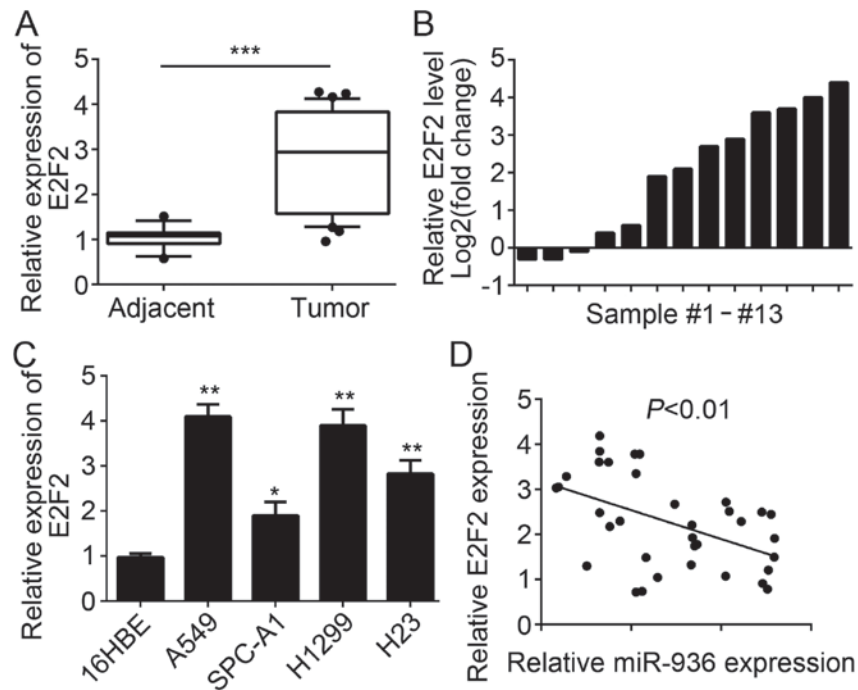 A
Relative expression of
E2F2
5
4
3
2
1
0
***
Adjacent
Tumor
B
Relative E2F2 level
Log2(fold change)
5
4
3
2
1
0
-1
Sample #1-#13
C
Relative expression of
E2F2
5
4
3
2
1
0
**
*
**
**
16HBE
A549
SPC-A1
H1299
H23
D
Relative E2F2 expression
5
4
3
2
1
0
P<0.01
Relative miR-936 expression